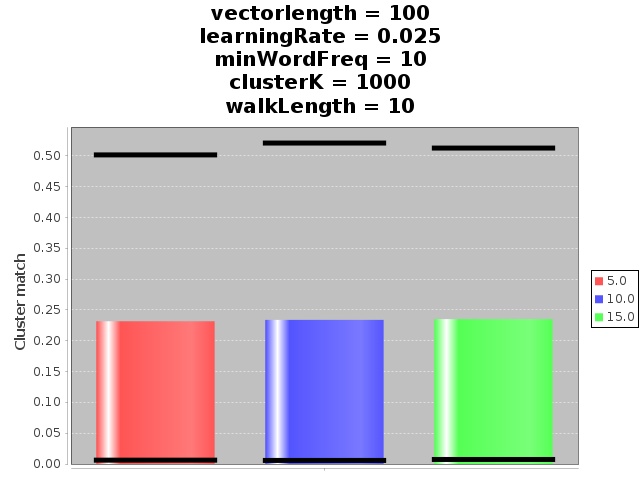 vectorlength = 100
learningRate = 0.025
minWordFreq = 10
clusterK = 1000
walkLength = 10
0.50
0.45
0.40
0.35
0.30
0.25
0.20
0.15
0.10
0.05
0.00
Cluster match
5.0
10.0
15.0